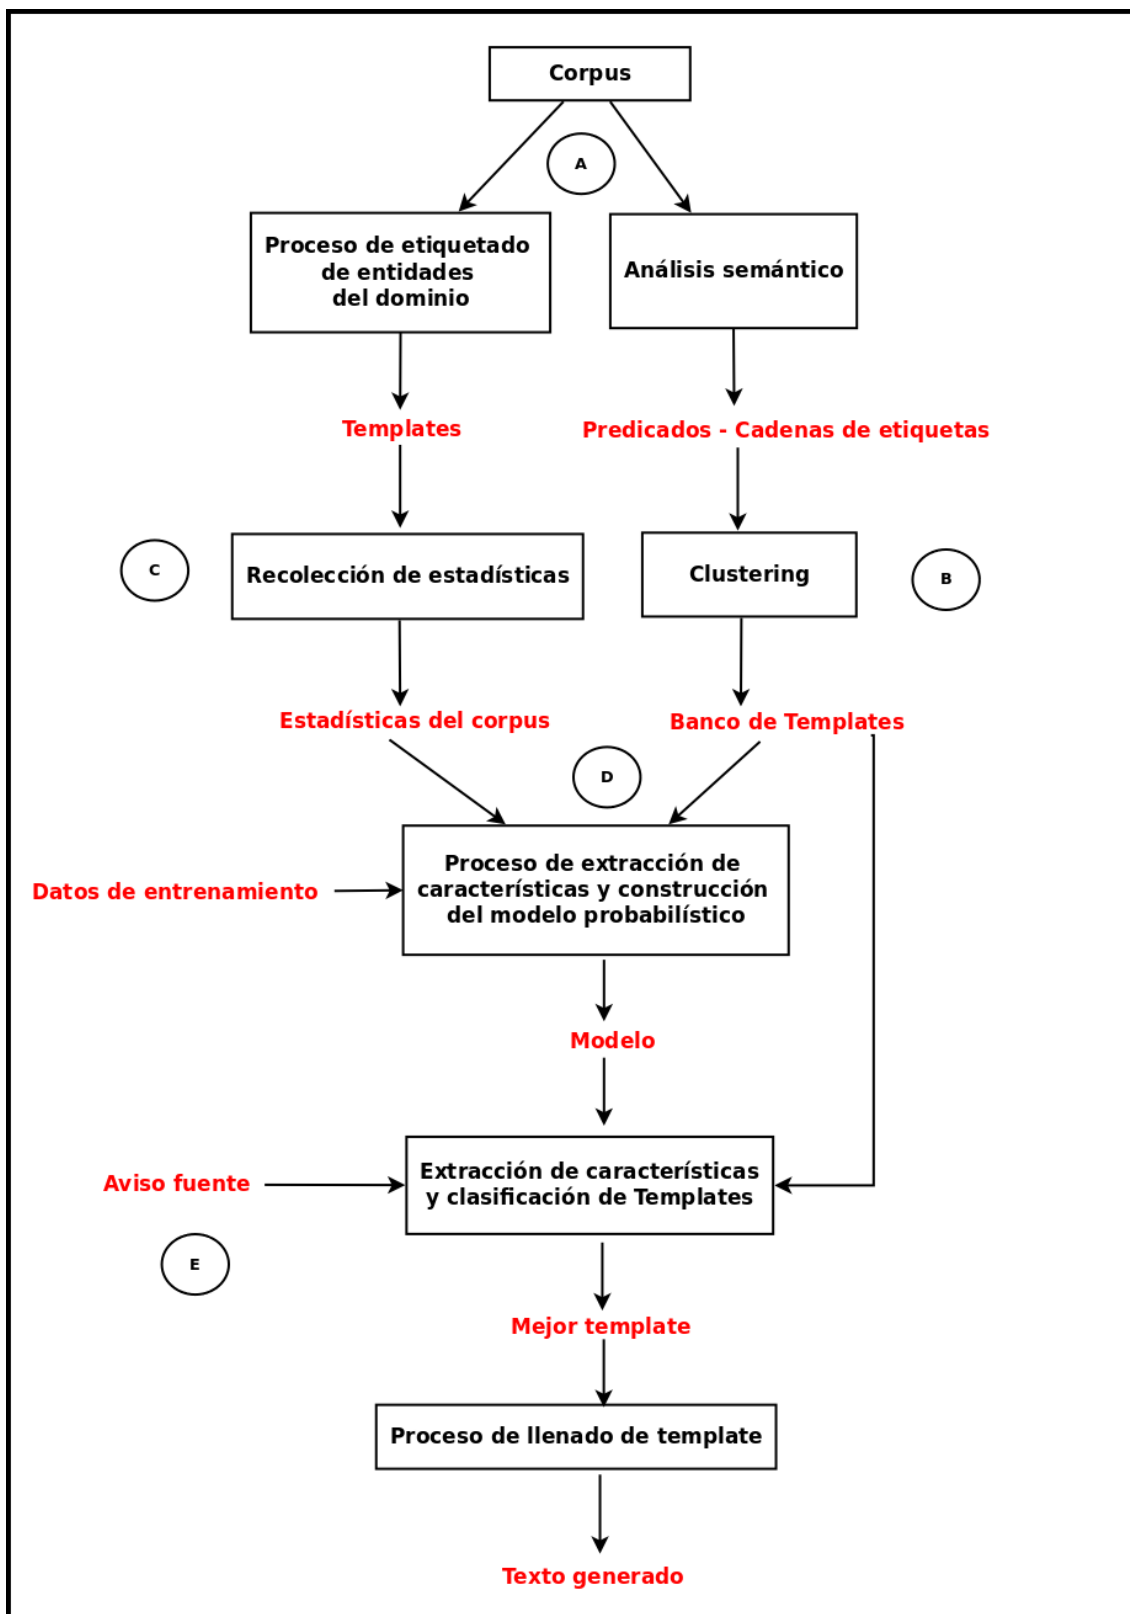 Corpus
A
Proceso de etiquetado
de entidades
del dominio
Análisis semántico
Templates
Predicados - Cadenas de etiquetas
C
Recolección de estadísticas
Clustering
B
Estadísticas del corpus
Banco de Templates
D
Proceso de extracción de
características y construcción
del modelo probabilístico
Datos de entrenamiento
Modelo
Extracción de características
y clasificación de Templates
Aviso fuente
E
Mejor template
Proceso de llenado de template
Texto generado